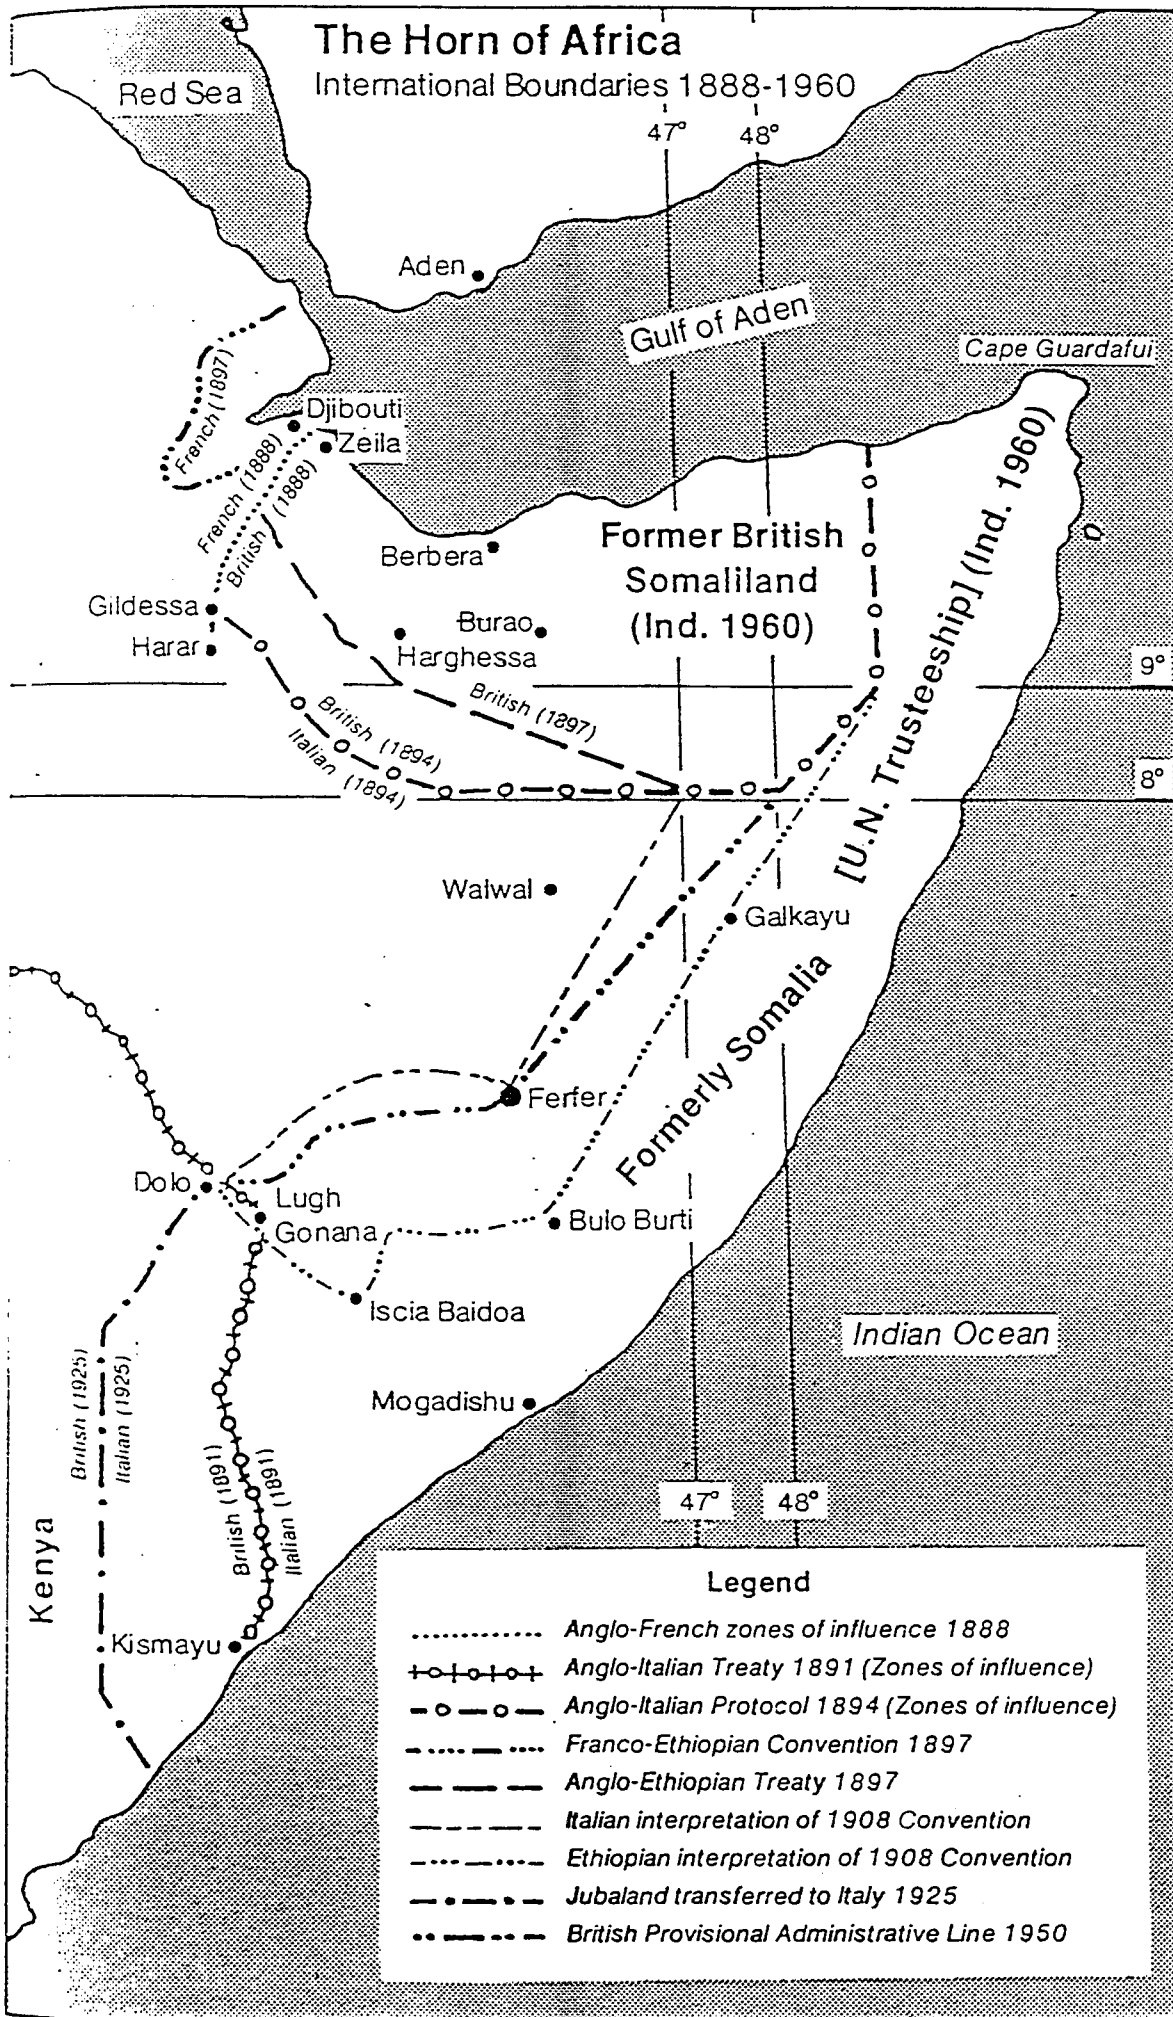 The Horn of Africa
International Boundaries 1888-1960
Red Sea
47°
48°
Aden
Gulf of Aden
Cape Guardafui
French (1897)
Djibouti
Zeila
French (1888)
British (1888)
Berbera
Former British
Somaliland
(Ind. 1960)
Gildessa
Harar
Burao
Harghessa
9°
British (1897)
British (1894)
Italian (1894)
8°
Formerly Somalia [U.N. Trusteeship] (Ind. 1960)
Walwal
Galkayu
Ferfer
Dolo
Lugh
Gonana
Bulo Burti
Iscia Baidoa
Indian Ocean
Mogadishu
British (1925)
Italian (1925)
British (1891)
Italian (1891)
47°
48°
Kenya
Kismayu
Legend
Anglo-French zones of influence 1888
Anglo-Italian Treaty 1891 (Zones of influence)
Anglo-Italian Protocol 1894 (Zones of influence)
Franco-Ethiopian Convention 1897
Anglo-Ethiopian Treaty 1897
Italian interpretation of 1908 Convention
Ethiopian interpretation of 1908 Convention
Jubaland transferred to Italy 1925
British Provisional Administrative Line 1950